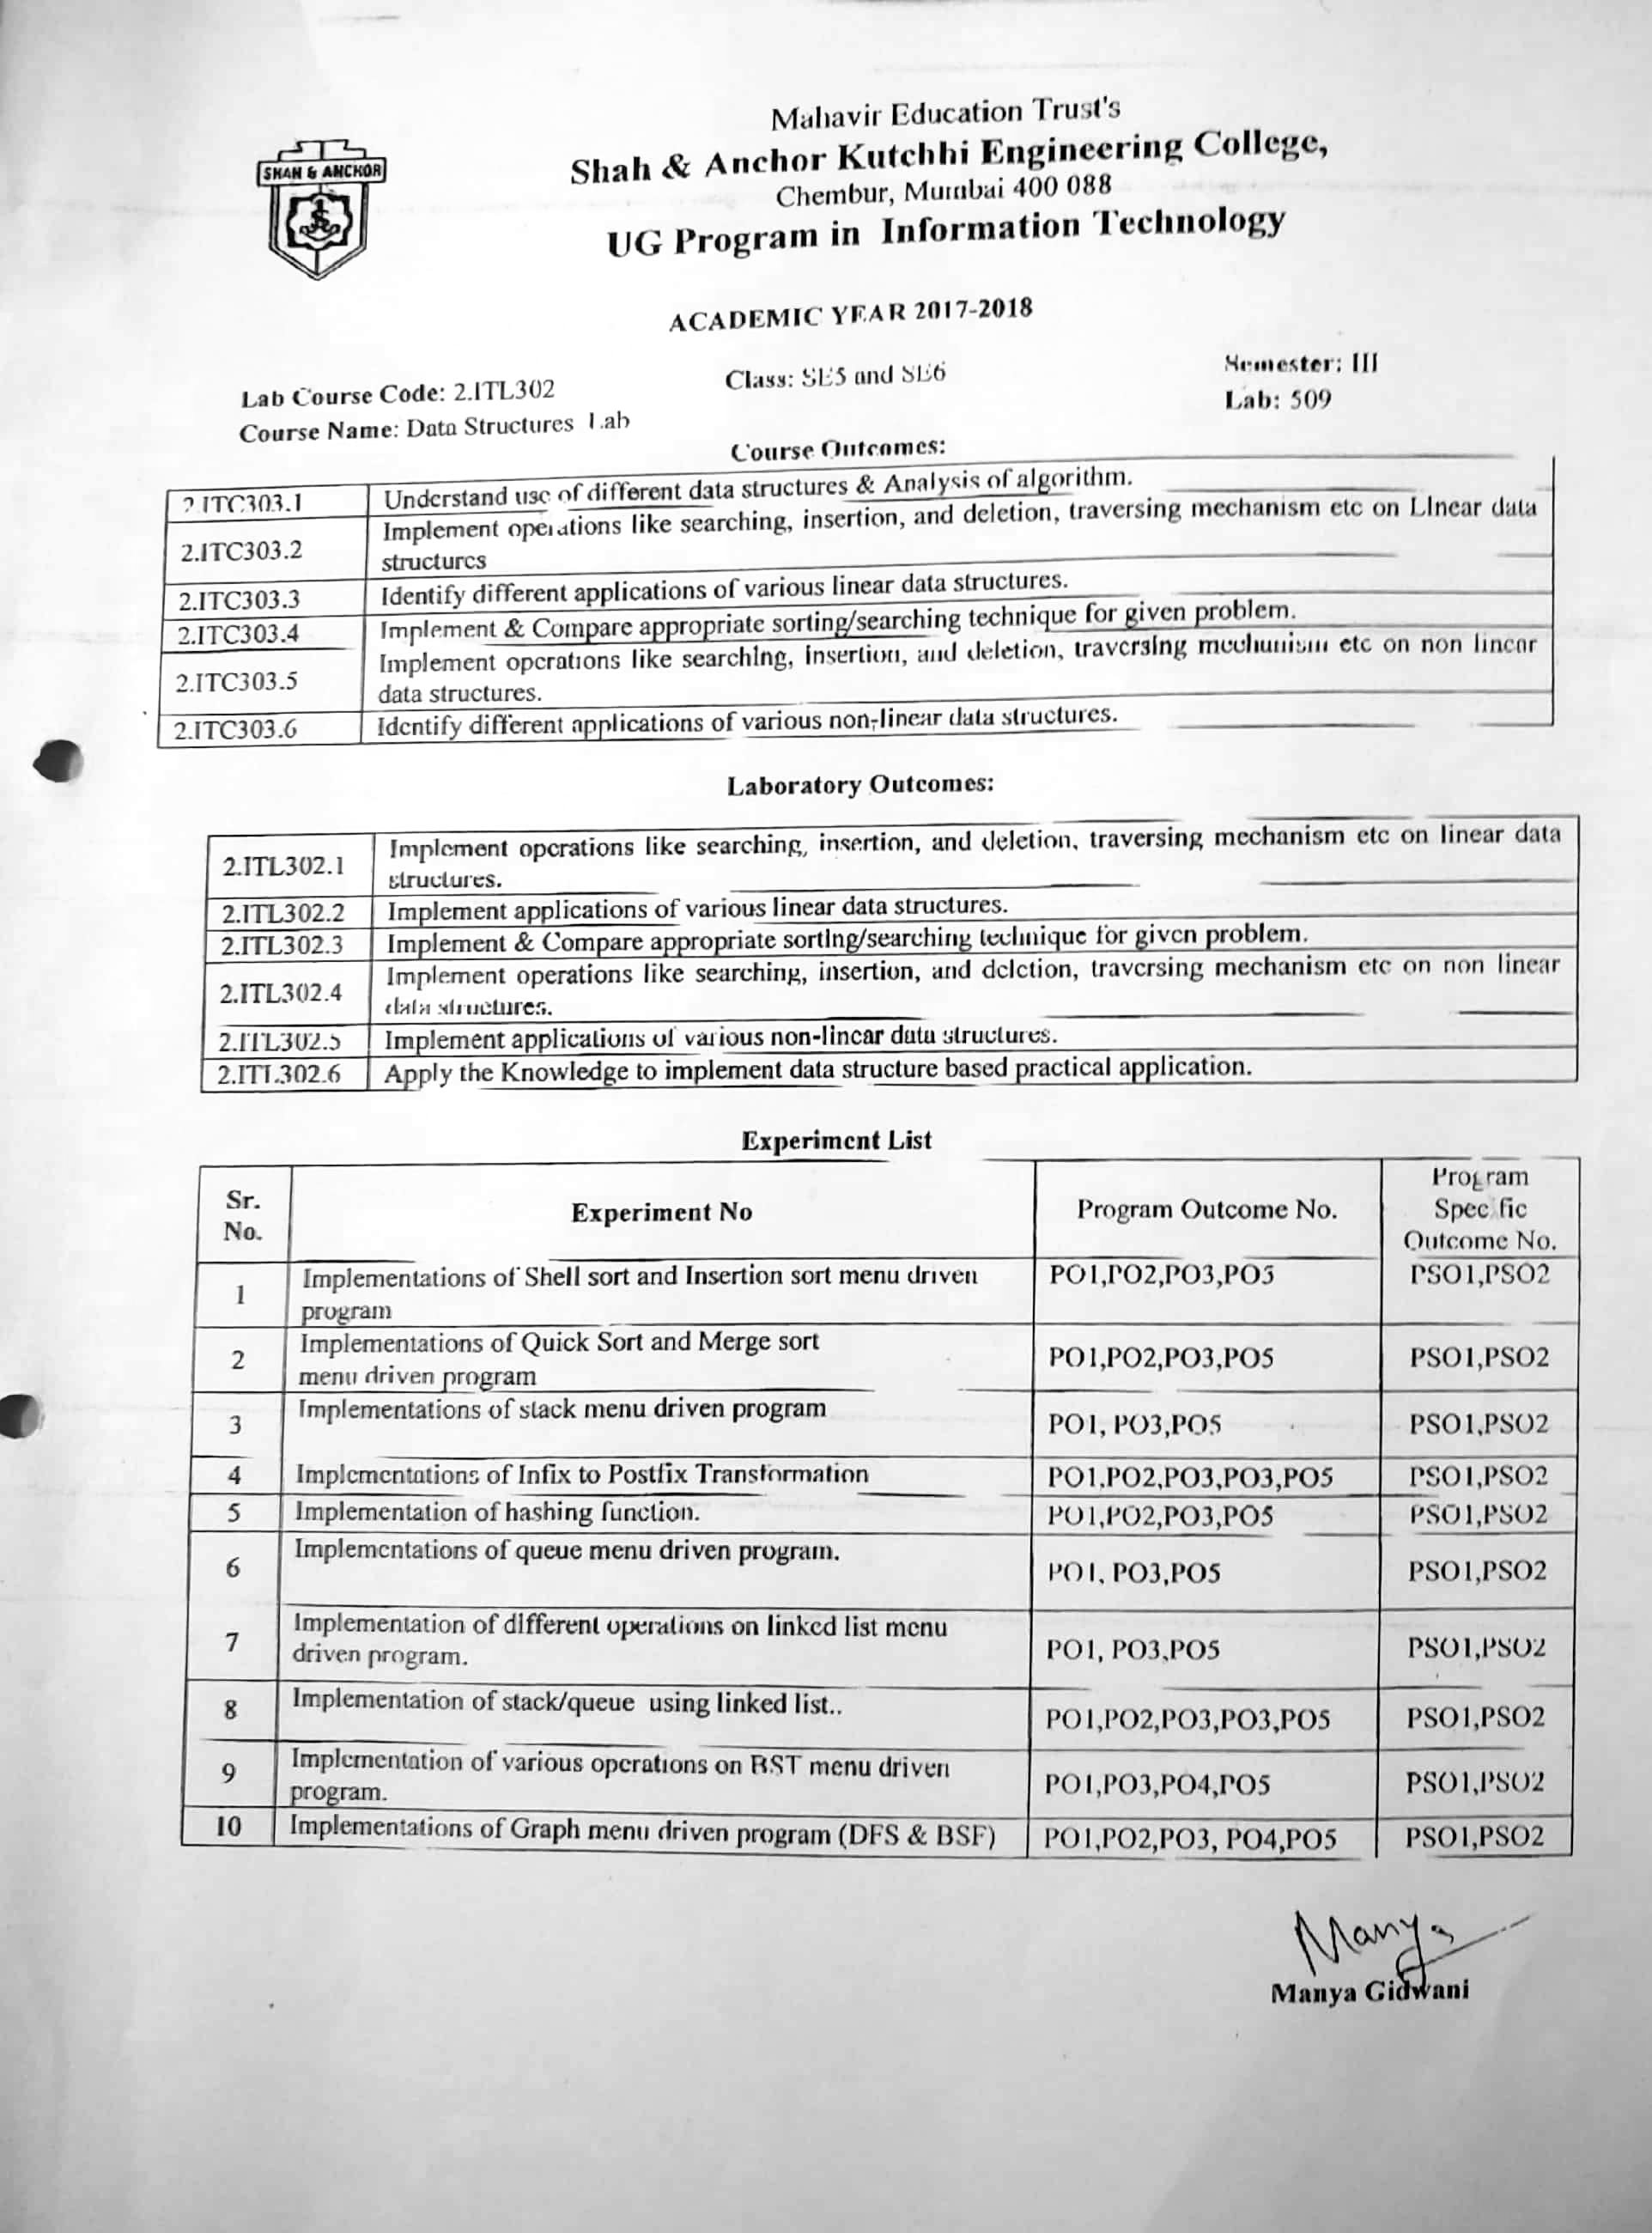 SHAH & ANCHOR
Mahavir Education Trust's
Shah & Anchor Kutchhi Engineering College,
Chembur, Mumbai 400 088
UG Program in Information Technology
ACADEMIC YEAR 2017-2018
Lab Course Code: 2.ITL302 Class: SE5 and SE6 Semester: III
Course Name: Data Structures Lab Lab: 509
Course Outcomes:
2.ITC303.1 Understand use of different data structures & Analysis of algorithm.
2.ITC303.2 Implement operations like searching, insertion, and deletion, traversing mechanism etc on Linear data
structures
2.ITC303.3 Identify different applications of various linear data structures.
2.ITC303.4 Implement & Compare appropriate sorting/searching technique for given problem.
2.ITC303.5 Implement operations like searching, insertion, and deletion, traversing mechanism etc on non linear
data structures.
2.ITC303.6 Identify different applications of various non-linear data structures.
Laboratory Outcomes:
2.ITL302.1 Implement operations like searching, insertion, and deletion, traversing mechanism etc on linear data
structures.
2.ITL302.2 Implement applications of various linear data structures.
2.ITL302.3 Implement & Compare appropriate sorting/searching technique for given problem.
2.ITL302.4 Implement operations like searching, insertion, and deletion, traversing mechanism etc on non linear
data structures.
2.ITL302.5 Implement applications of various non-linear data structures.
2.ITL302.6 Apply the Knowledge to implement data structure based practical application.
Experiment List
Sr. No. Experiment No Program Outcome No. Program Specific Outcome No.
1 Implementations of Shell sort and Insertion sort menu driven PO1,PO2,PO3,PO5 PSO1,PSO2
program
2 Implementations of Quick Sort and Merge sort PO1,PO2,PO3,PO5 PSO1,PSO2
menu driven program
3 Implementations of stack menu driven program PO1, PO3,PO5 PSO1,PSO2
4 Implementations of Infix to Postfix Transformation PO1,PO2,PO3,PO3,PO5 PSO1,PSO2
5 Implementation of hashing function. PO1,PO2,PO3,PO5 PSO1,PSO2
6 Implementations of queue menu driven program. PO1, PO3,PO5 PSO1,PSO2
7 Implementation of different operations on linked list menu PO1, PO3,PO5 PSO1,PSO2
driven program.
8 Implementation of stack/queue using linked list.. PO1,PO2,PO3,PO3,PO5 PSO1,PSO2
9 Implementation of various operations on BST menu driven PO1,PO3,PO4,PO5 PSO1,PSO2
program.
10 Implementations of Graph menu driven program (DFS & BSF) PO1,PO2,PO3, PO4,PO5 PSO1,PSO2
Manya
Manya Gidwani